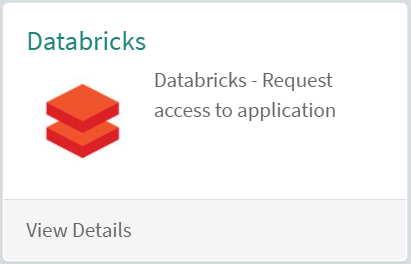 Databricks
Databricks - Request
access to application
View Details